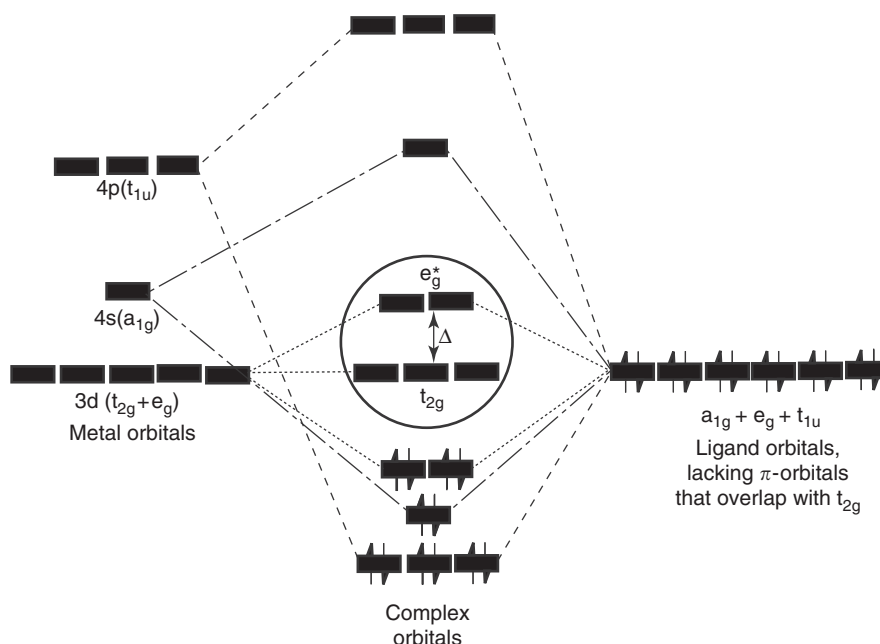 4p(t1u)
4s(a1g)
e*g
Δ
t2g
3d (t2g+eg)
Metal orbitals
a1g + eg + t1u
Ligand orbitals,
lacking π-orbitals
that overlap with t2g
Complex
orbitals